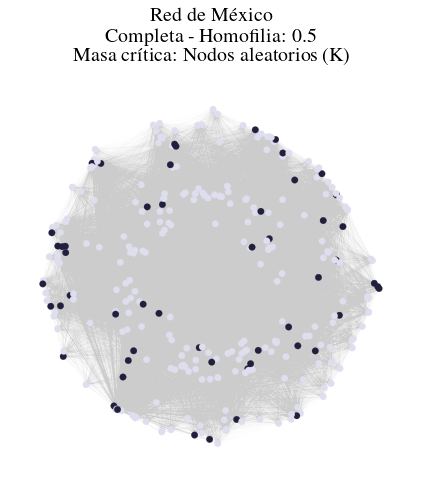 Red de México
Completa - Homofilia: 0.5
Masa crítica: Nodos aleatorios (K)